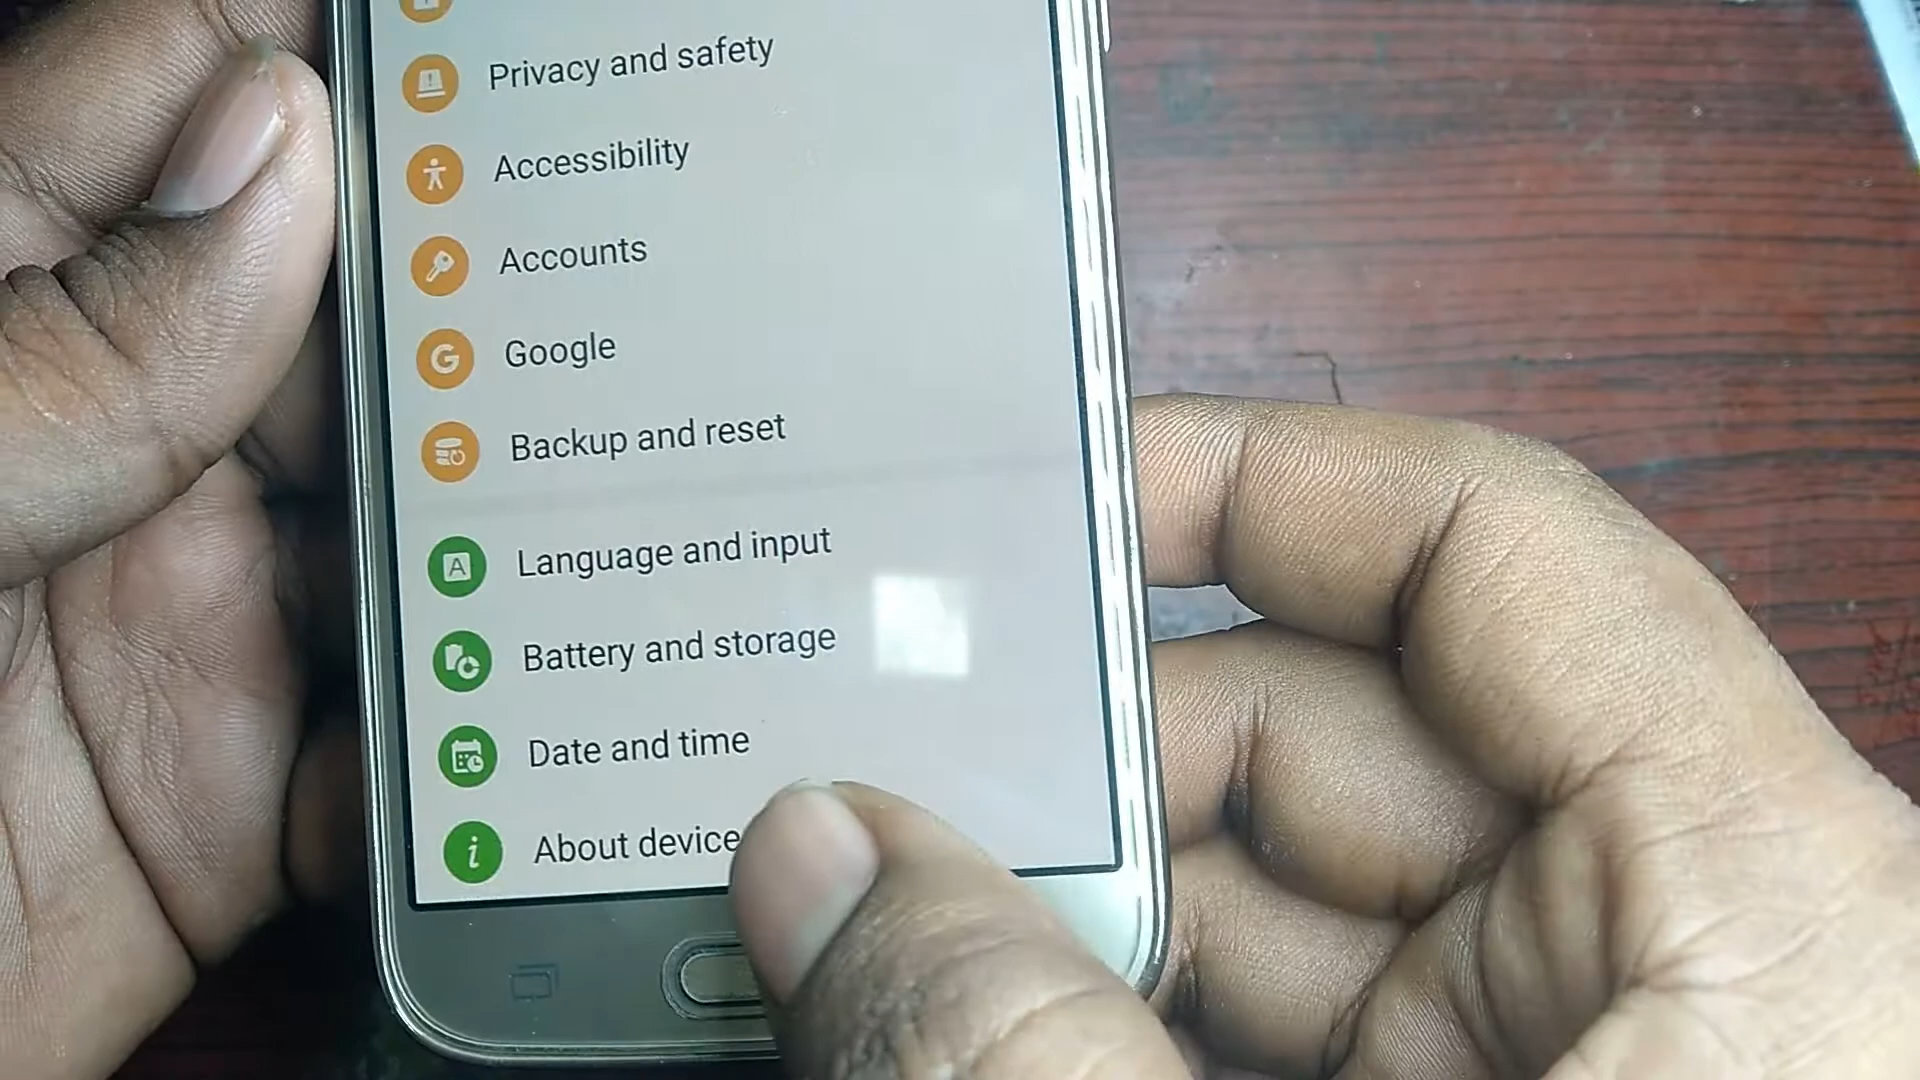 Privacy and safety
Accessibility
Accounts
Google
Backup and reset
Language and input
Battery and storage
Date and time
About device